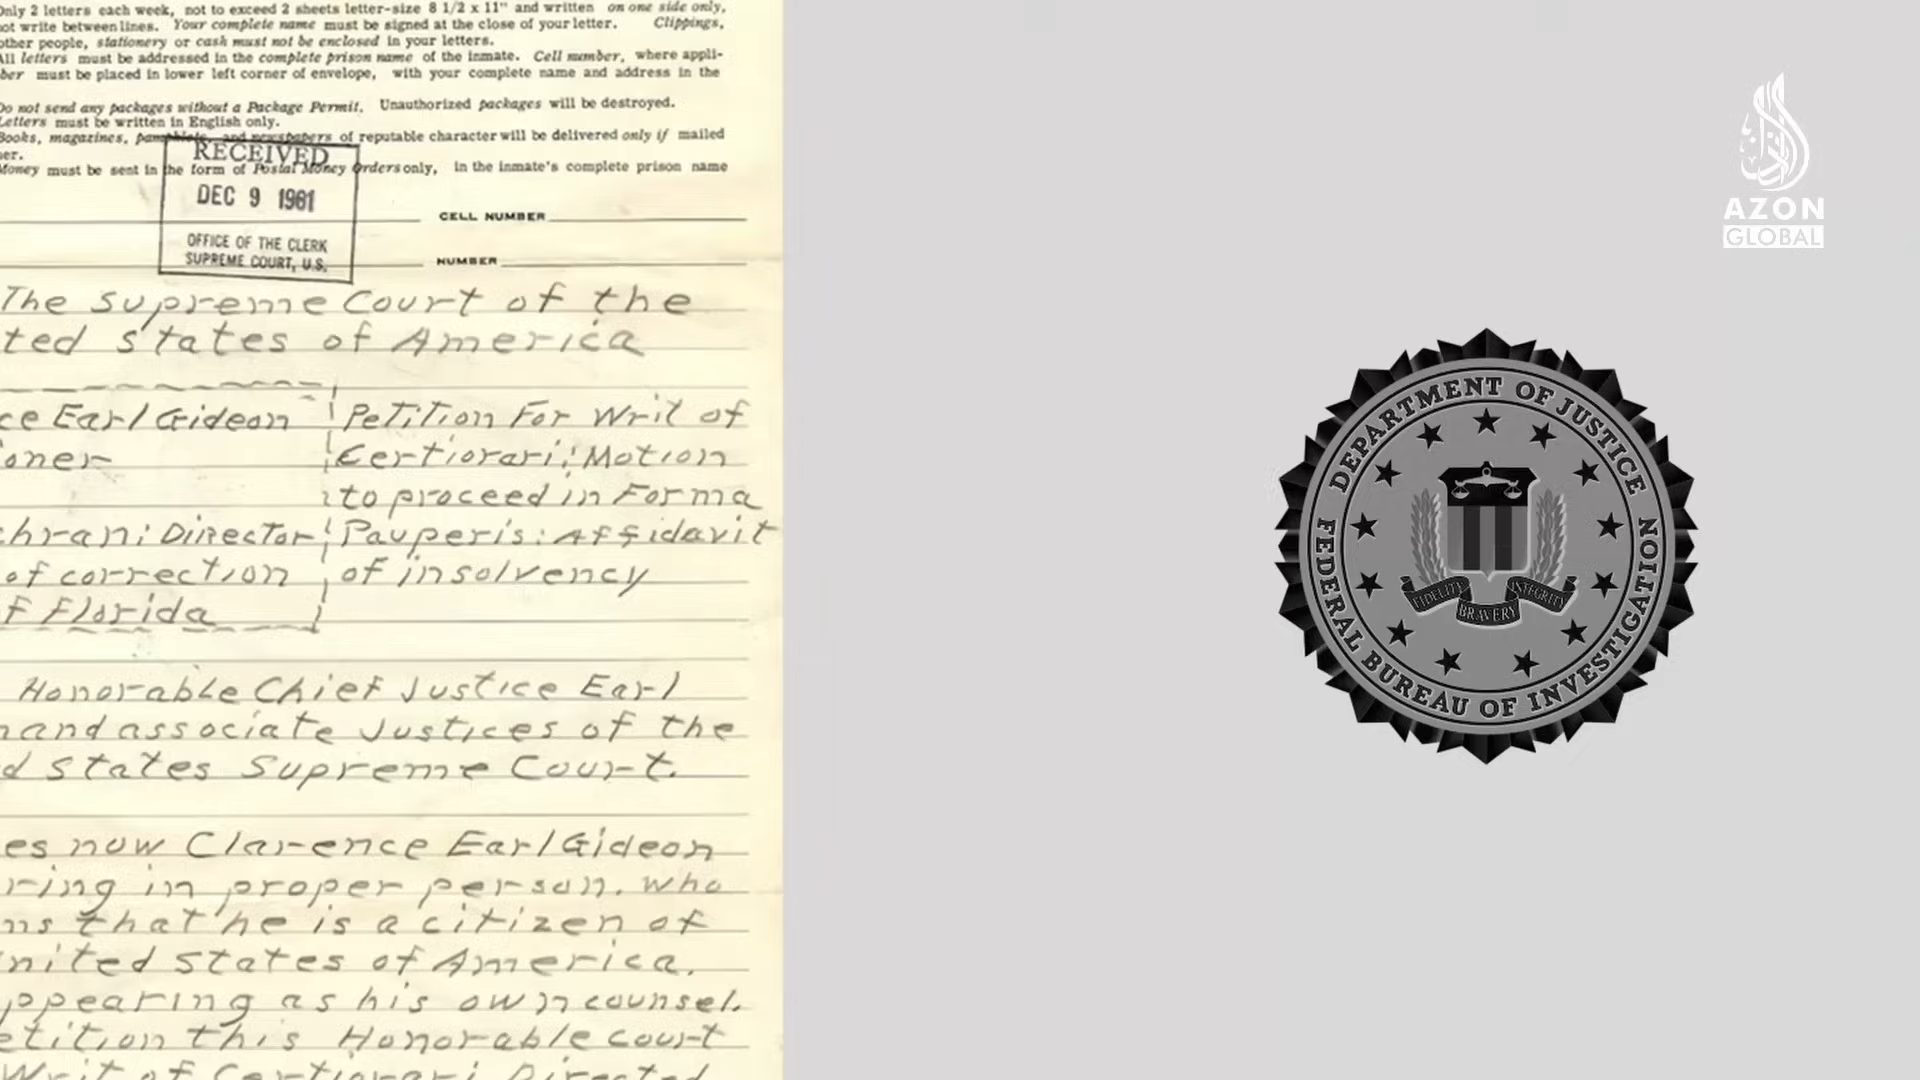 Only 2 letters each week, not to exceed 2 sheets letter-size 8 1/2 x 11" and written on one side only,
not write between lines. Your complete name must be signed at the close of your letter. Clippings,
other people, stationery or cash must not be enclosed in your letters.
All letters must be addressed in the complete prison name of the inmate. Cell number, where appli-
ber must be placed in lower left corner of envelope, with your complete name and address in the
Do not send any packages without a Package Permit. Unauthorized packages will be destroyed.
Letters must be written in English only.
Books, magazines, pamphlets, and newspapers of reputable character will be delivered only if mailed
er.
Money must be sent in the form of Postal Money Orders only, in the inmate's complete prison name
RECEIVED
DEC 9 1961
OFFICE OF THE CLERK
SUPREME COURT, U.S.
CELL NUMBER
NUMBER
The Supreme Court of the
ted States of America
ce Earl Gideon
oner
hran; Director
of correction
F Florida
Petition For Writ of
Certiorari; Motion
to proceed in Forma
Pauperis; Affidavit
of insolvency
Honorable Chief Justice Earl
n and associate Justices of the
d States Supreme Court.
es now Clarence Earl Gideon
ring in proper person. who
ms that he is a citizen of
nited States of America.
ppearing as his own counsel.
etition this Honorable court
Writ of Certiorari Directed
AZON
GLOBAL
DEPARTMENT OF JUSTICE
FIDELITY
BRAVERY
INTEGRITY
FEDERAL BUREAU OF INVESTIGATION